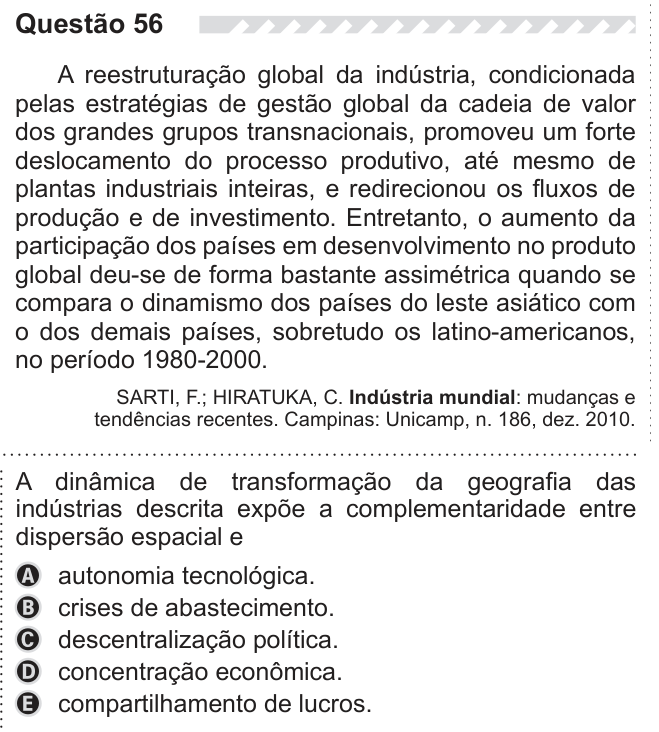 Questão 56
A reestruturação global da indústria, condicionada
pelas estratégias de gestão global da cadeia de valor
dos grandes grupos transnacionais, promoveu um forte
deslocamento do processo produtivo, até mesmo de
plantas industriais inteiras, e redirecionou os fluxos de
produção e de investimento. Entretanto, o aumento da
participação dos países em desenvolvimento no produto
global deu-se de forma bastante assimétrica quando se
compara o dinamismo dos países do leste asiático com
o dos demais países, sobretudo os latino-americanos,
no período 1980-2000.
SARTI, F.; HIRATUKA, C. Indústria mundial: mudanças e
tendências recentes. Campinas: Unicamp, n. 186, dez. 2010.
A dinâmica de transformação da geografia das
indústrias descrita expõe a complementaridade entre
dispersão espacial e
A autonomia tecnológica.
B crises de abastecimento.
C descentralização política.
D concentração econômica.
E compartilhamento de lucros.